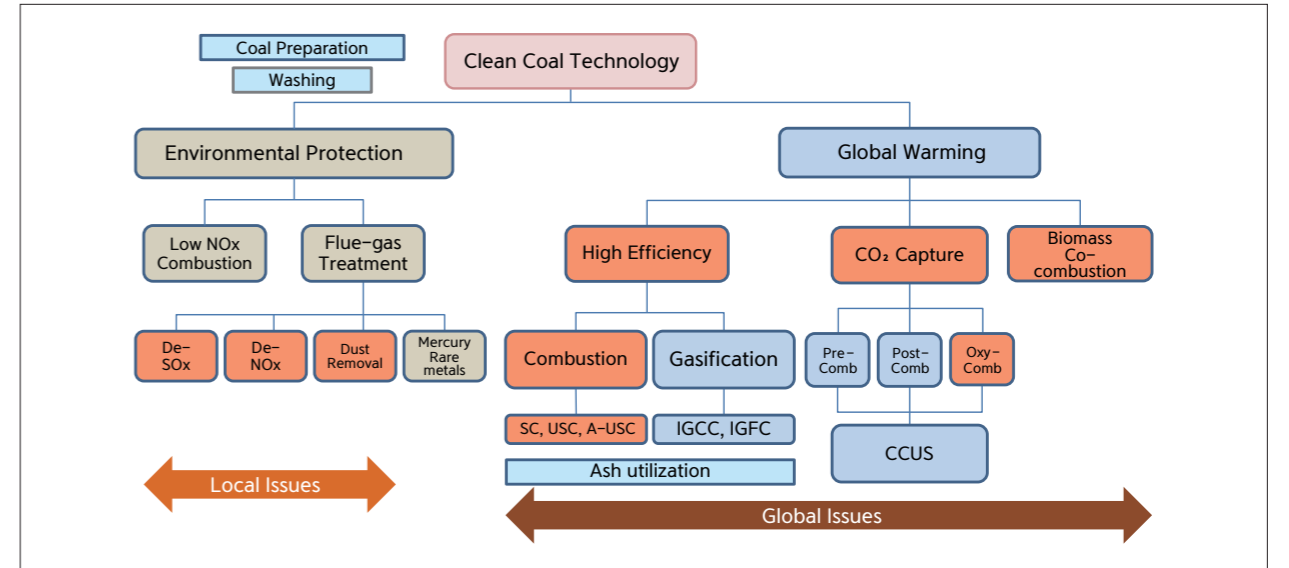 Coal Preparation
Washing
Clean Coal Technology
Environmental Protection
Global Warming
Low NOx
Combustion
Flue-gas
Treatment
High Efficiency
CO₂ Capture
Biomass
Co-
combustion
De-
SOx
De-
NOx
Dust
Removal
Mercury
Rare
metals
Combustion
Gasification
Pre-
Comb
Post-
Comb
Oxy-
Comb
SC, USC, A-USC
IGCC, IGFC
CCUS
Ash utilization
Local Issues
Global Issues